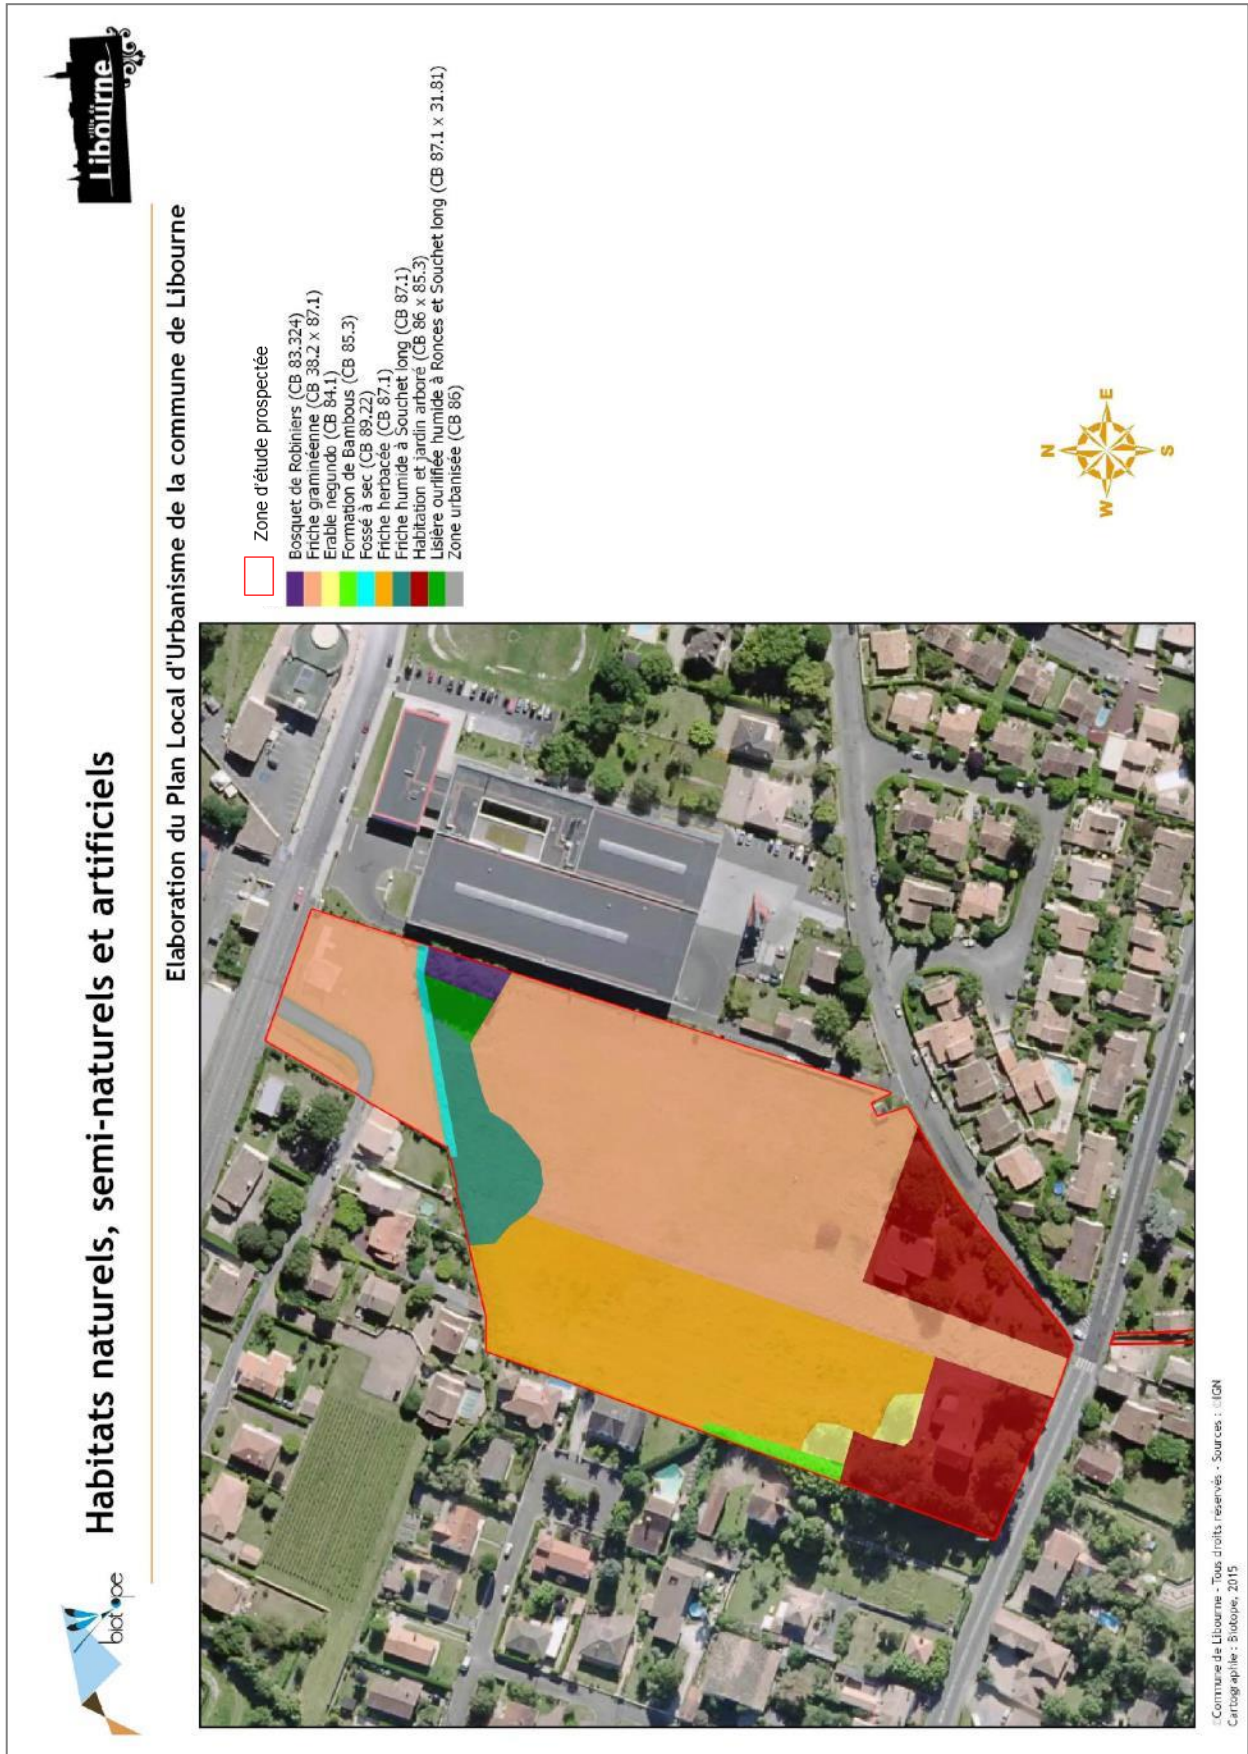 biotope
Habitats naturels, semi-naturels et artificiels
Libourne
Elaboration du Plan Local d'Urbanisme de la commune de Libourne
Zone d'étude prospectée
Bosquet de Robiniers (CB 83.324)
Friche graminéenne (CB 38.2 x 87.1)
Erable negundo (CB 84.1)
Formation de Bambous (CB 85.3)
Fossé à sec (CB 89.22)
Friche herbacée (CB 87.1)
Friche humide à Souchet long (CB 87.1)
Habitation et jardin arboré (CB 86 x 85.3)
Lisière ourlifiée humide à Ronces et Souchet long (CB 87.1 x 31.81)
Zone urbanisée (CB 86)
N
W
E
S
©Commune de Libourne - Tous droits réservés - Sources : ©IGN
Cartographie : Biotope, 2015